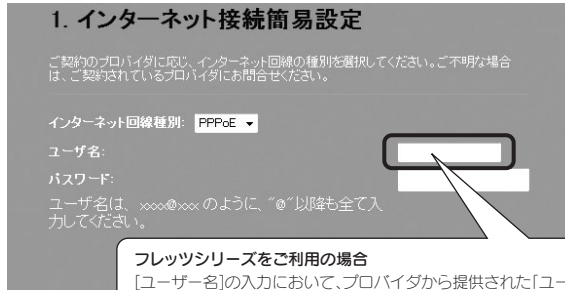 1. インターネット接続簡易設定
ご契約のプロバイダに応じ、インターネット回線の種別を選択してください。ご不明な場合
は、ご契約されているプロバイダにお問合せください。
インターネット回線種別: PPPoE
ユーザ名:
パスワード:
ユーザ名は、xxxx@xxx のように、"@"以降も全て入
力してください。
フレッツシリーズをご利用の場合
[ユーザー名]の入力において、プロバイダから提供された「ユー